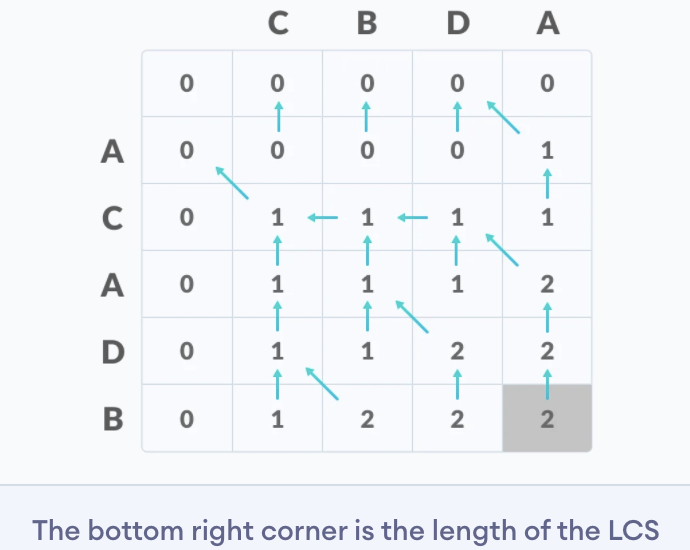 C B D A
0 0 0 0 0
A 0 0 0 0 1
C 0 1 1 1 1
A 0 1 1 1 2
D 0 1 1 2 2
B 0 1 2 2 2
The bottom right corner is the length of the LCS